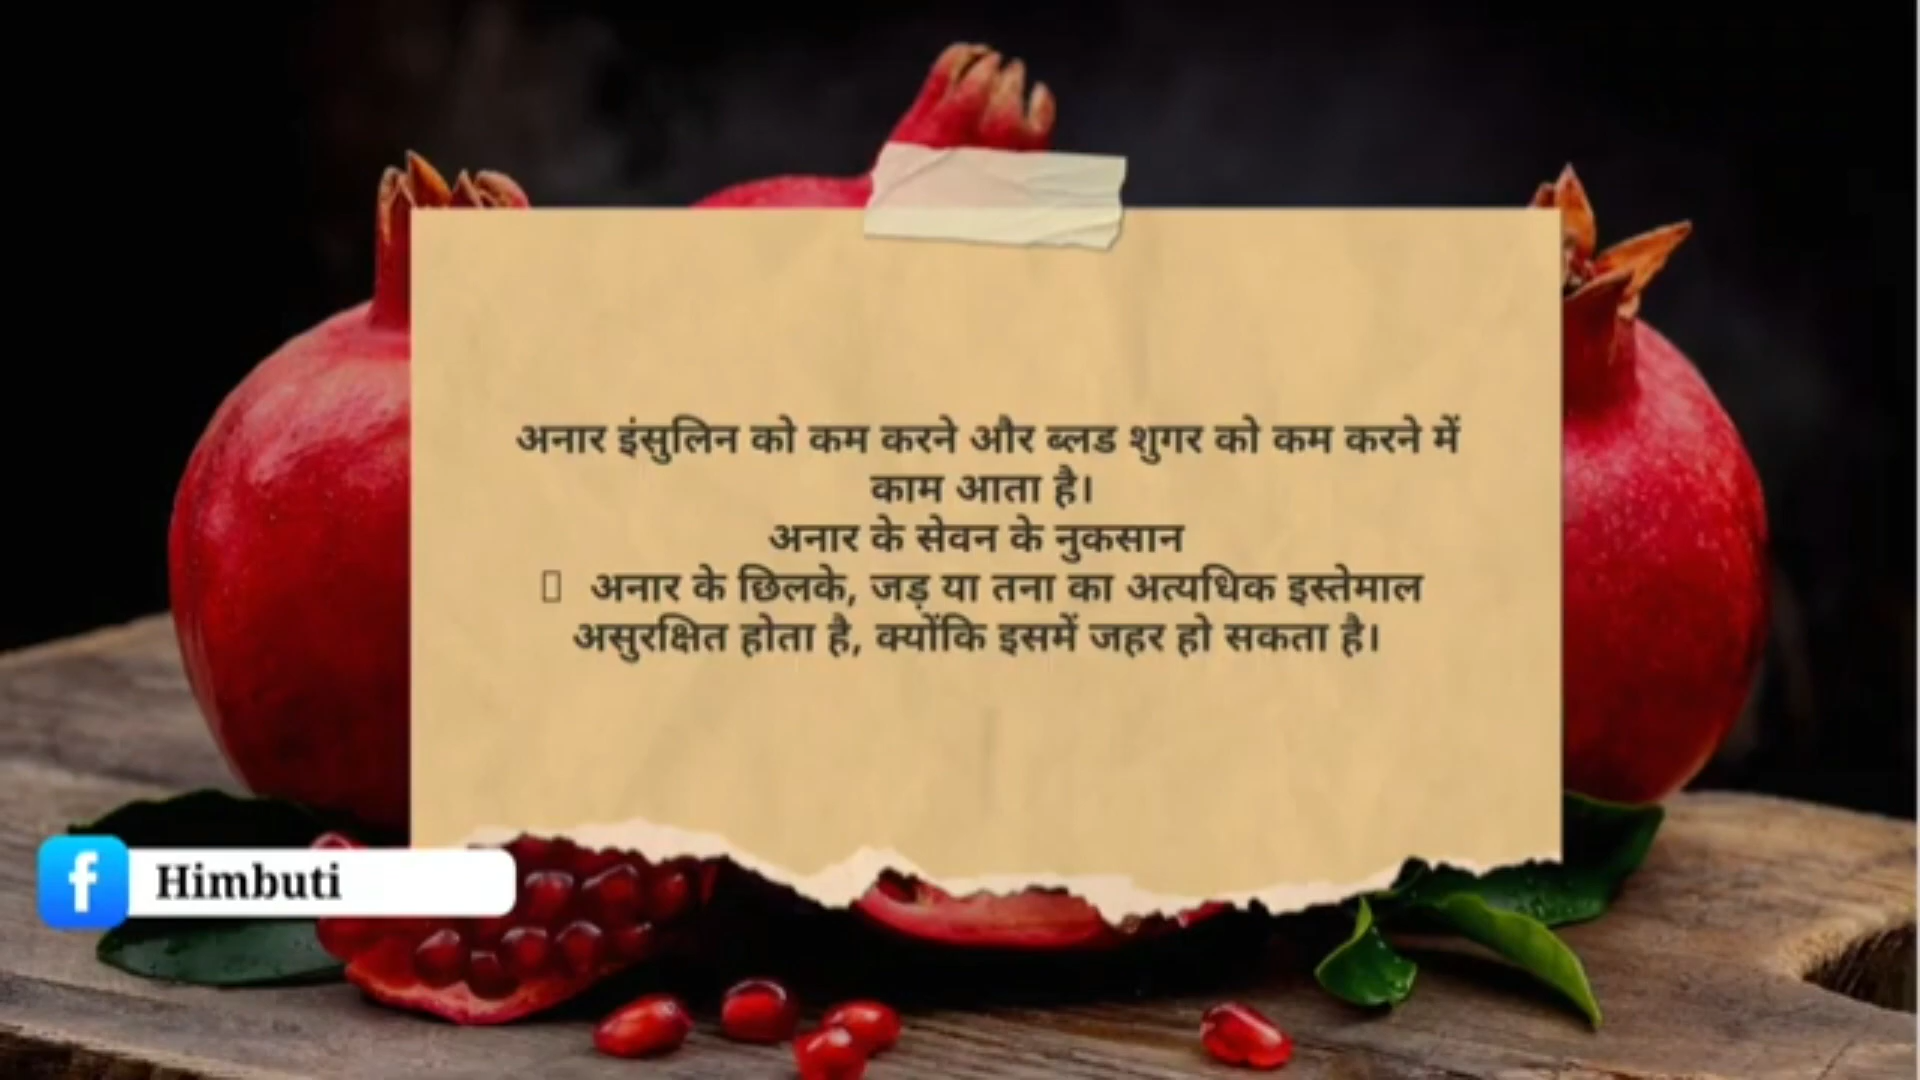 अनार इंसुलिन को कम करने और ब्लड शुगर को कम करने में
काम आता है।
अनार के सेवन के नुकसान
अनार के छिलके, जड़ या तना का अत्यधिक इस्तेमाल
असुरक्षित होता है, क्योंकि इसमें जहर हो सकता है।
f Himbuti